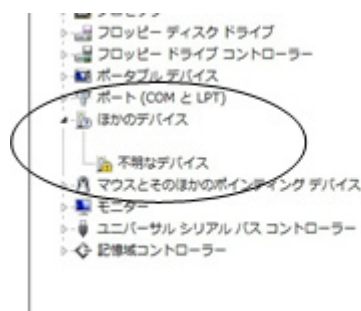 フロッピー ディスク ドライブ
フロッピー ドライブ コントローラー
ポータブル デバイス
ポート (COM と LPT)
ほかのデバイス
不明なデバイス
マウスとそのほかのポインティング デバイス
モニター
ユニバーサル シリアル バス コントローラー
記憶域コントローラー